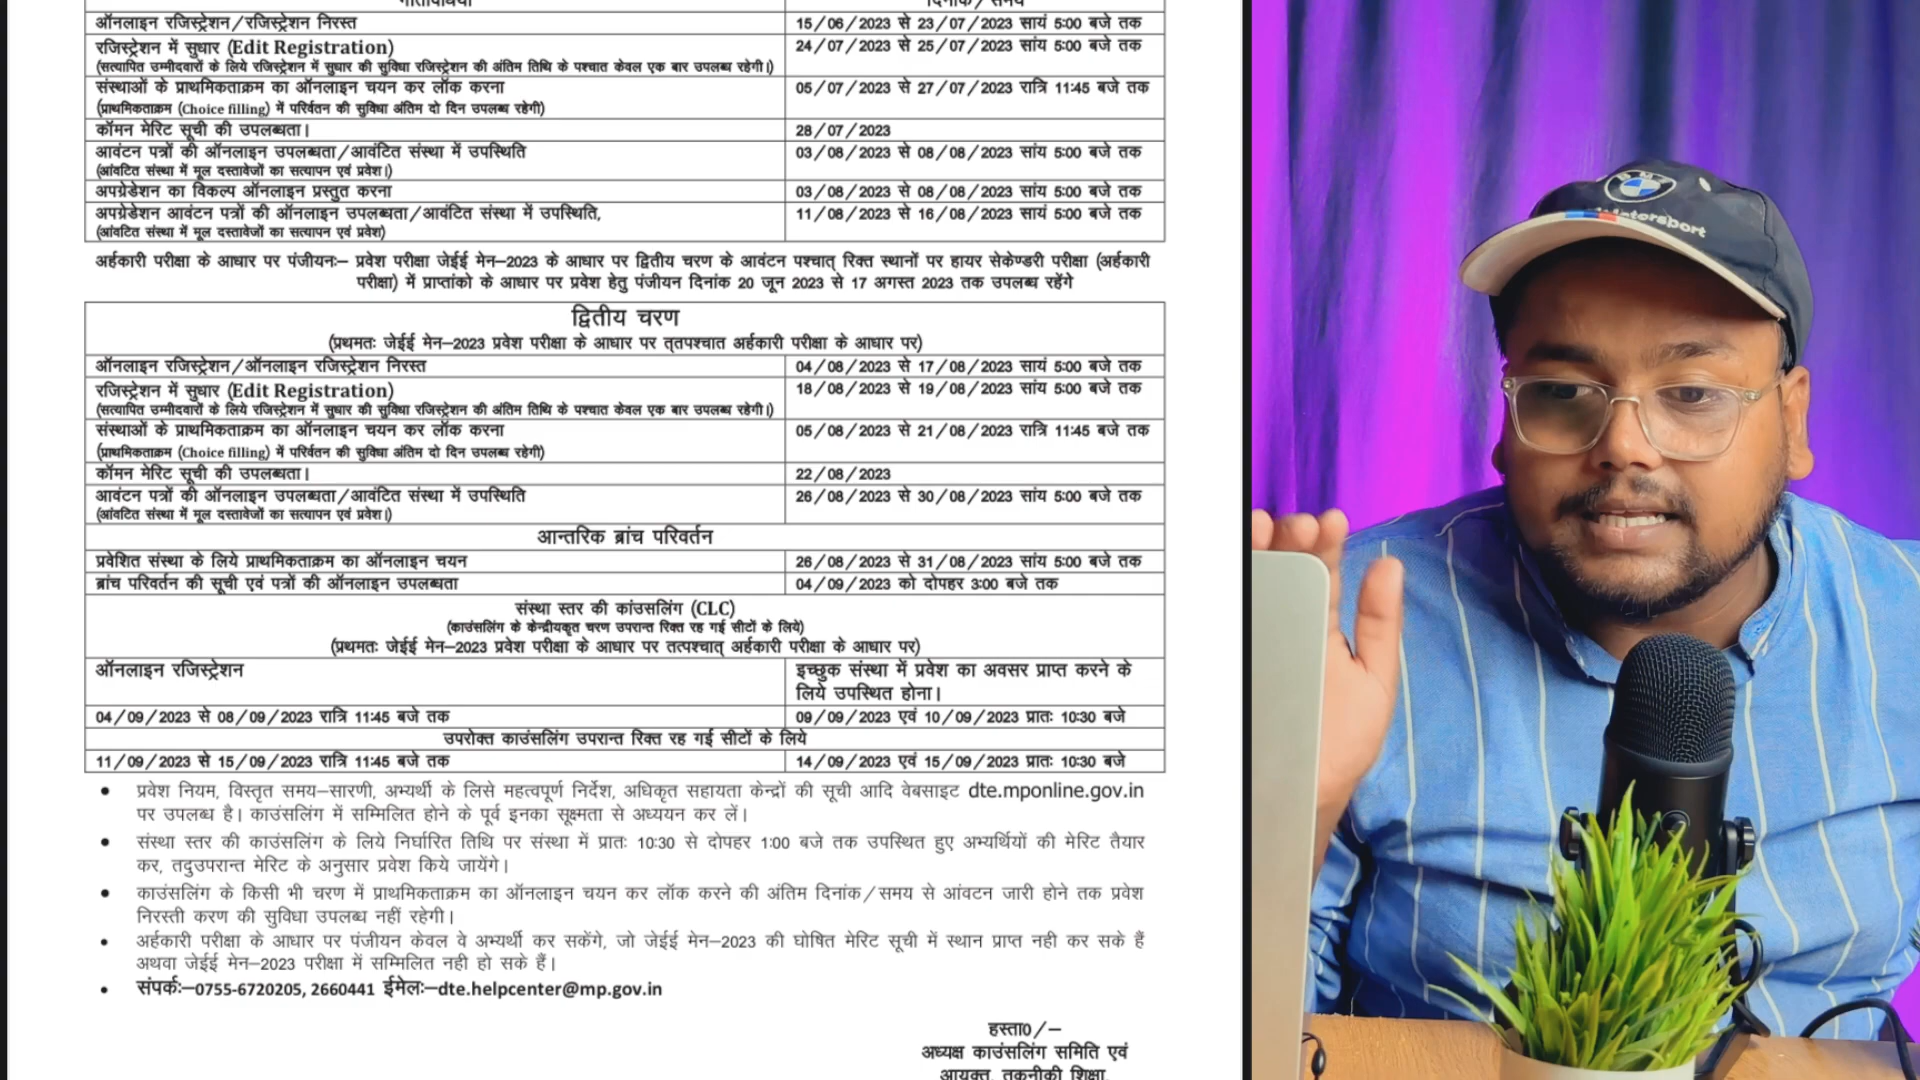 गतिविधियां दिनांक/समय
ऑनलाइन रजिस्ट्रेशन/रजिस्ट्रेशन निरस्त 15/06/2023 से 23/07/2023 सायं 5:00 बजे तक
रजिस्ट्रेशन में सुधार (Edit Registration) 24/07/2023 से 25/07/2023 सांय 5:00 बजे तक
(सत्यापित उम्मीदवारों के लिये रजिस्ट्रेशन में सुधार की सुविधा रजिस्ट्रेशन की अंतिम तिथि के पश्चात केवल एक बार उपलब्ध रहेगी।)
संस्थाओं के प्राथमिकताक्रम का ऑनलाइन चयन कर लॉक करना 05/07/2023 से 27/07/2023 रात्रि 11:45 बजे तक
(प्राथमिकताक्रम (Choice filling) में परिर्वतन की सुविधा अंतिम दो दिन उपलब्ध रहेगी)
कॉमन मेरिट सूची की उपलब्धता। 28/07/2023
आवंटन पत्रों की ऑनलाइन उपलब्धता/आवंटित संस्था में उपस्थिति 03/08/2023 से 08/08/2023 सांय 5:00 बजे तक
(आंवटित संस्था में मूल दस्तावेजों का सत्यापन एवं प्रवेश।)
अपग्रेडेशन का विकल्प ऑनलाइन प्रस्तुत करना 03/08/2023 से 08/08/2023 सांय 5:00 बजे तक
अपग्रेडेशन आवंटन पत्रों की ऑनलाइन उपलब्धता/आवंटित संस्था में उपस्थिति, 11/08/2023 से 16/08/2023 सायं 5:00 बजे तक
(आंवटित संस्था में मूल दस्तावेजों का सत्यापन एवं प्रवेश)
अर्हकारी परीक्षा के आधार पर पंजीयनः– प्रवेश परीक्षा जेईई मेन–2023 के आधार पर द्वितीय चरण के आवंटन पश्चात् रिक्त स्थानों पर हायर सेकेण्डरी परीक्षा (अर्हकारी
परीक्षा) में प्राप्तांको के आधार पर प्रवेश हेतु पंजीयन दिनांक 20 जून 2023 से 17 अगस्त 2023 तक उपलब्ध रहेंगे
द्वितीय चरण
(प्रथमतः जेईई मेन–2023 प्रवेश परीक्षा के आधार पर त्तपश्चात अर्हकारी परीक्षा के आधार पर)
ऑनलाइन रजिस्ट्रेशन/ऑनलाइन रजिस्ट्रेशन निरस्त 04/08/2023 से 17/08/2023 सायं 5:00 बजे तक
रजिस्ट्रेशन में सुधार (Edit Registration) 18/08/2023 से 19/08/2023 सांय 5:00 बजे तक
(सत्यापित उम्मीदवारों के लिये रजिस्ट्रेशन में सुधार की सुविधा रजिस्ट्रेशन की अंतिम तिथि के पश्चात केवल एक बार उपलब्ध रहेगी।)
संस्थाओं के प्राथमिकताक्रम का ऑनलाइन चयन कर लॉक करना 05/08/2023 से 21/08/2023 रात्रि 11:45 बजे तक
(प्राथमिकताक्रम (Choice filling) में परिर्वतन की सुविधा अंतिम दो दिन उपलब्ध रहेगी)
कॉमन मेरिट सूची की उपलब्धता। 22/08/2023
आवंटन पत्रों की ऑनलाइन उपलब्धता/आवंटित संस्था में उपस्थिति 26/08/2023 से 30/08/2023 सांय 5:00 बजे तक
(आंवटित संस्था में मूल दस्तावेजों का सत्यापन एवं प्रवेश।)
आन्तरिक ब्रांच परिवर्तन
प्रवेशित संस्था के लिये प्राथमिकताक्रम का ऑनलाइन चयन 26/08/2023 से 31/08/2023 सांय 5:00 बजे तक
ब्रांच परिवर्तन की सूची एवं पत्रों की ऑनलाइन उपलब्धता 04/09/2023 को दोपहर 3:00 बजे तक
संस्था स्तर की कांउसलिंग (CLC)
(काउंसलिंग के केन्द्रीयकृत चरण उपरान्त रिक्त रह गई सीटों के लिये)
(प्रथमतः जेईई मेन–2023 प्रवेश परीक्षा के आधार पर तत्पश्चात् अर्हकारी परीक्षा के आधार पर)
ऑनलाइन रजिस्ट्रेशन इच्छुक संस्था में प्रवेश का अवसर प्राप्त करने के
लिये उपस्थित होना।
04/09/2023 से 08/09/2023 रात्रि 11:45 बजे तक 09/09/2023 एवं 10/09/2023 प्रातः 10:30 बजे
उपरोक्त काउंसलिंग उपरान्त रिक्त रह गई सीटों के लिये
11/09/2023 से 15/09/2023 रात्रि 11:45 बजे तक 14/09/2023 एवं 15/09/2023 प्रातः 10:30 बजे
• प्रवेश नियम, विस्तृत समय–सारणी, अभ्यर्थी के लिसे महत्वपूर्ण निर्देश, अधिकृत सहायता केन्द्रों की सूची आदि वेबसाइट dte.mponline.gov.in
पर उपलब्ध है। काउंसलिंग में सम्मिलित होने के पूर्व इनका सूक्ष्मता से अध्ययन कर लें।
• संस्था स्तर की काउंसलिंग के लिये निर्धारित तिथि पर संस्था में प्रातः 10:30 से दोपहर 1:00 बजे तक उपस्थित हुए अभ्यर्थियों की मेरिट तैयार
कर, तदुउपरान्त मेरिट के अनुसार प्रवेश किये जायेंगे।
• काउंसलिंग के किसी भी चरण में प्राथमिकताक्रम का ऑनलाइन चयन कर लॉक करने की अंतिम दिनांक/समय से आंवटन जारी होने तक प्रवेश
निरस्ती करण की सुविधा उपलब्ध नहीं रहेगी।
• अर्हकारी परीक्षा के आधार पर पंजीयन केवल वे अभ्यर्थी कर सकेंगे, जो जेईई मेन–2023 की घोषित मेरिट सूची में स्थान प्राप्त नही कर सके हैं
अथवा जेईई मेन–2023 परीक्षा में सम्मिलित नही हो सके हैं।
• संपर्कः–0755-6720205, 2660441 ईमेलः–dte.helpcenter@mp.gov.in
हस्ता0/–
अध्यक्ष काउंसलिंग समिति एवं
आयुक्त, तकनीकी शिक्षा,
BMW
Motorsport